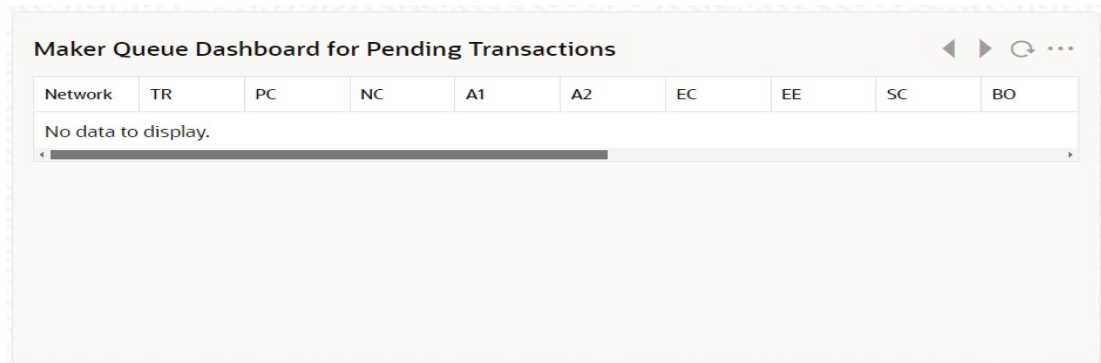 Maker Queue Dashboard for Pending Transactions
Network TR PC NC A1 A2 EC EE SC BO
No data to display.